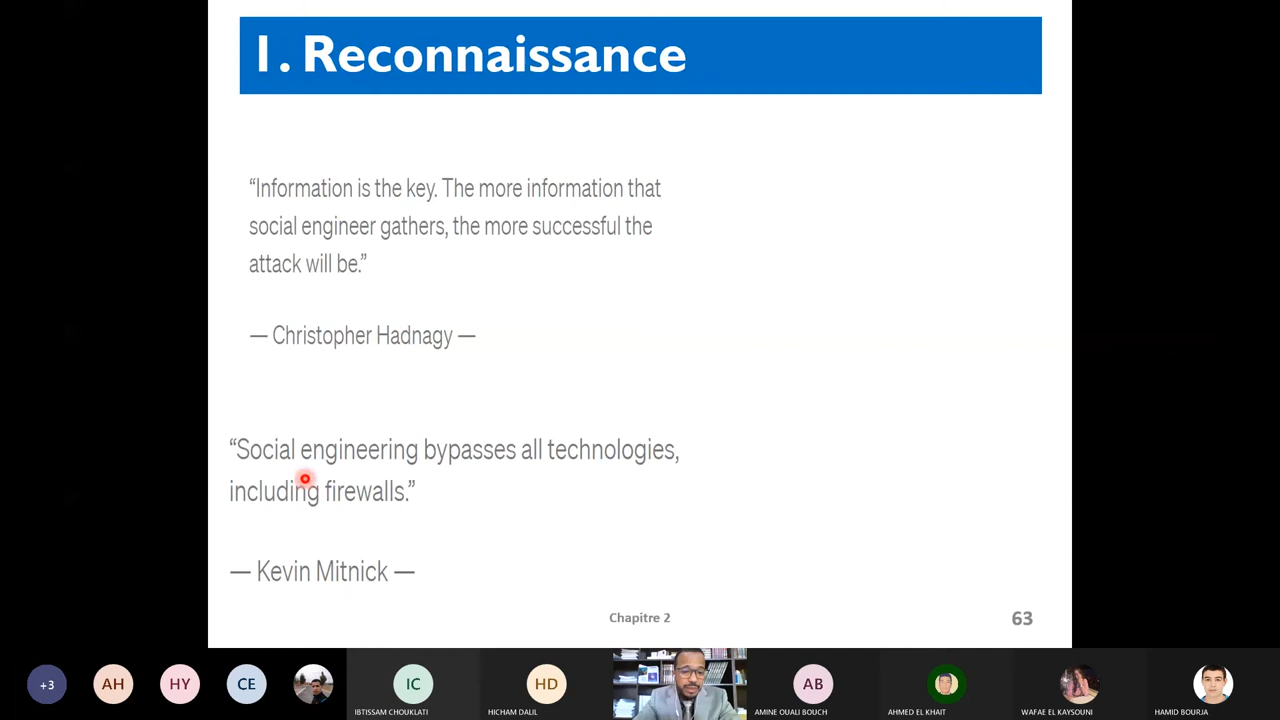 1. Reconnaissance
“Information is the key. The more information that
social engineer gathers, the more successful the
attack will be.”
— Christopher Hadnagy —
“Social engineering bypasses all technologies,
including firewalls.”
— Kevin Mitnick —
Chapitre 2
63
+3
AH
HY
CE
IC
IBTISSAM CHOUKLATI
HD
HICHAM DALIL
AB
AMINE OUALI BOUCH
AHMED EL KHAIT
WAFAE EL KAYSOUNI
HAMID BOURJA